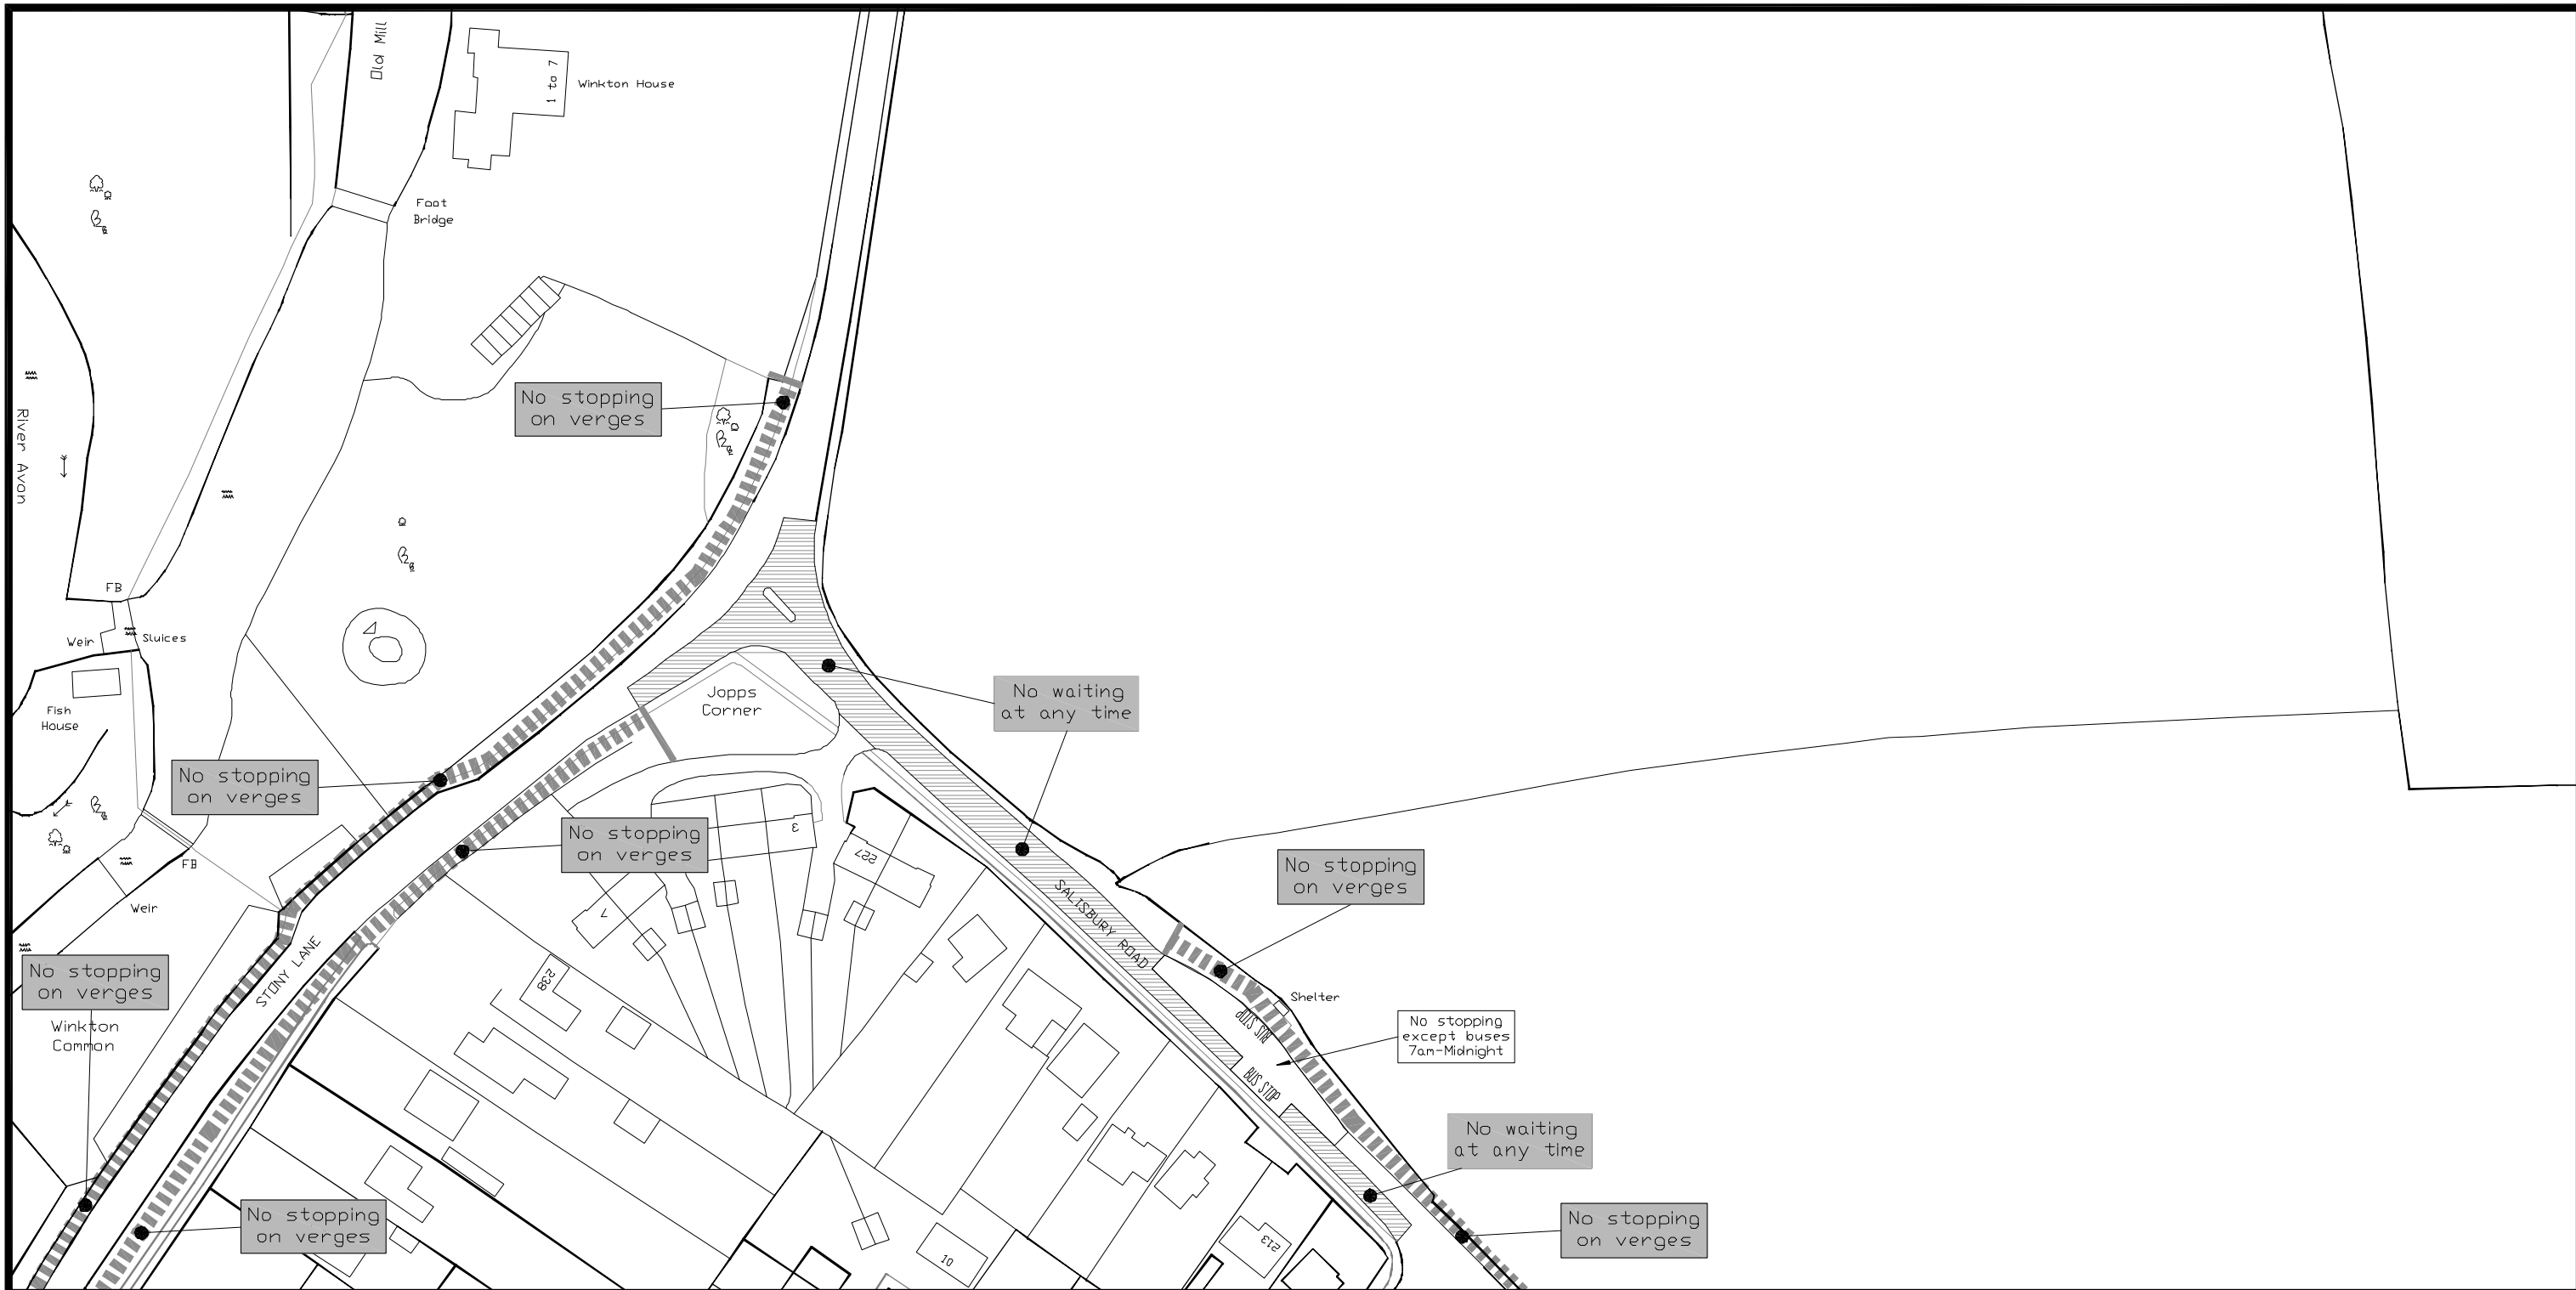 Old Mill
1 to 7
Winkton House
Foot
Bridge
No stopping
on verges
River Avon
FB
Weir
Sluices
Fish
House
Jopps
Corner
No waiting
at any time
No stopping
on verges
No stopping
on verges
3
227
FB
Weir
7
SALISBURY ROAD
No stopping
on verges
STONY LANE
238
No stopping
on verges
Shelter
BUS STOP
No stopping
except buses
7am-Midnight
Winkton
Common
BUS STOP
No waiting
at any time
No stopping
on verges
No stopping
on verges
213
10